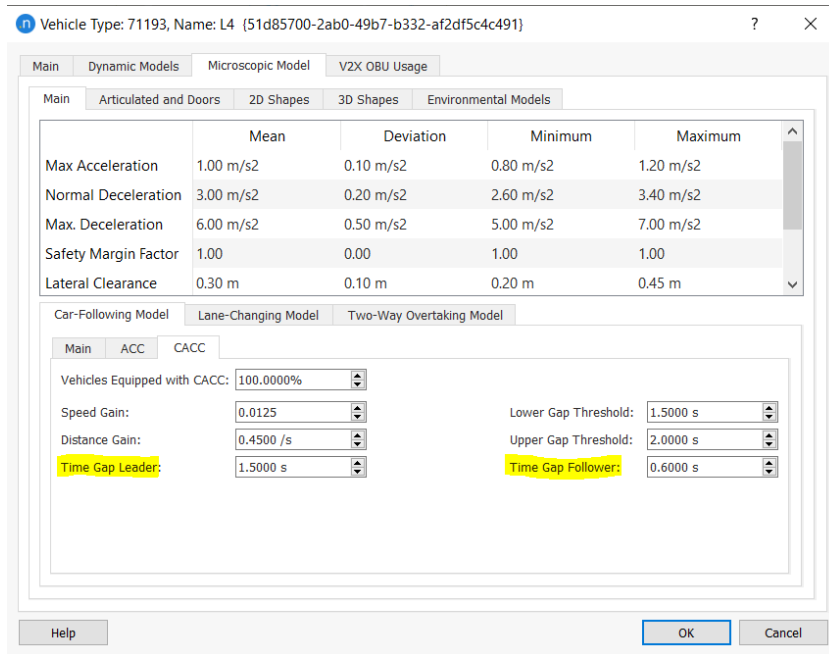 n Vehicle Type: 71193, Name: L4 {51d85700-2ab0-49b7-b332-af2df5c4c491} ?
Main Dynamic Models Microscopic Model V2X OBU Usage
Main Articulated and Doors 2D Shapes 3D Shapes Environmental Models
Mean Deviation Minimum Maximum
Max Acceleration 1.00 m/s2 0.10 m/s2 0.80 m/s2 1.20 m/s2
Normal Deceleration 3.00 m/s2 0.20 m/s2 2.60 m/s2 3.40 m/s2
Max. Deceleration 6.00 m/s2 0.50 m/s2 5.00 m/s2 7.00 m/s2
Safety Margin Factor 1.00 0.00 1.00 1.00
Lateral Clearance 0.30 m 0.10 m 0.20 m 0.45 m
Car-Following Model Lane-Changing Model Two-Way Overtaking Model
Main ACC CACC
Vehicles Equipped with CACC: 100.0000%
Speed Gain: 0.0125 Lower Gap Threshold: 1.5000 s
Distance Gain: 0.4500 /s Upper Gap Threshold: 2.0000 s
Time Gap Leader: 1.5000 s Time Gap Follower: 0.6000 s
Help OK Cancel